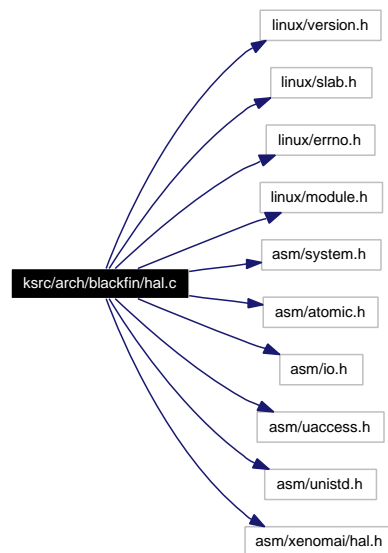 linux/version.h
linux/slab.h
linux/errno.h
linux/module.h
asm/system.h
ksrc/arch/blackfin/hal.c
asm/atomic.h
asm/io.h
asm/uaccess.h
asm/unistd.h
asm/xenomai/hal.h